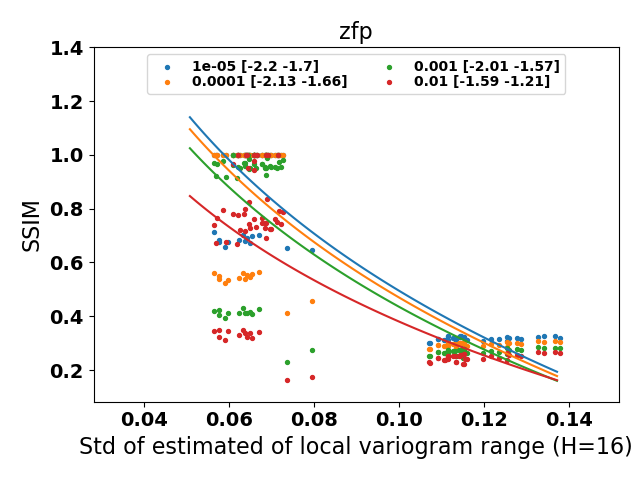 zfp
1e-05 [-2.2 -1.7] 0.001 [-2.01 -1.57]
0.0001 [-2.13 -1.66] 0.01 [-1.59 -1.21]
1.4
1.2
1.0
0.8
0.6
0.4
0.2
SSIM
0.04 0.06 0.08 0.10 0.12 0.14
Std of estimated of local variogram range (H=16)